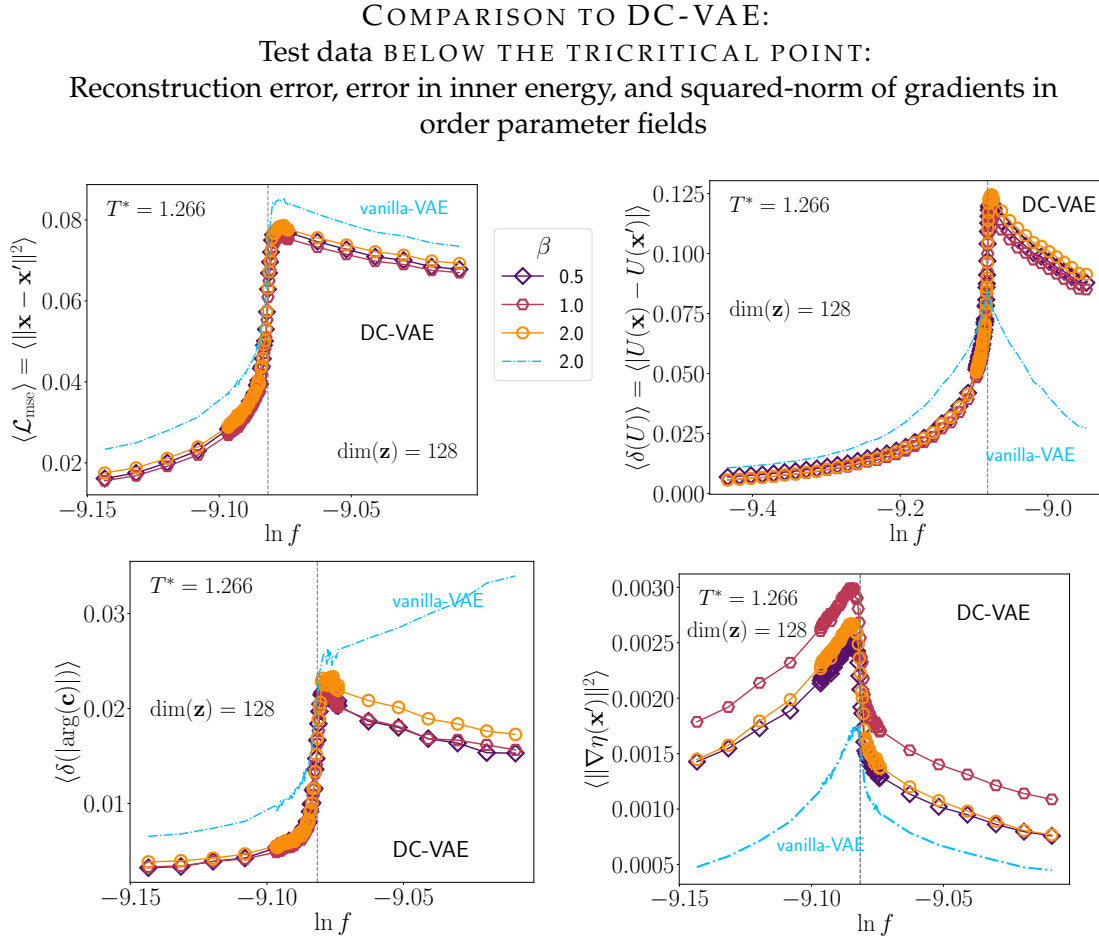 COMPARISON TO DC-VAE:
Test data BELOW THE TRICRITICAL POINT:
Reconstruction error, error in inner energy, and squared-norm of gradients in
order parameter fields
T* = 1.266
vanilla-VAE
DC-VAE
dim(z) = 128
0.08
0.06
0.04
0.02
⟨ℒ_mse⟩ = ⟨||x − x′||²⟩
−9.15
−9.10
−9.05
ln f
β
0.5
1.0
2.0
2.0
T* = 1.266
DC-VAE
dim(z) = 128
vanilla-VAE
0.125
0.100
0.075
0.050
0.025
0.000
⟨δ(U)⟩ = ⟨|U(x) − U(x′)|⟩
−9.4
−9.2
−9.0
ln f
T* = 1.266
vanilla-VAE
dim(z) = 128
DC-VAE
0.03
0.02
0.01
⟨δ(|arg(c)|)⟩
−9.15
−9.10
−9.05
ln f
T* = 1.266
dim(z) = 128
DC-VAE
vanilla-VAE
0.0030
0.0025
0.0020
0.0015
0.0010
0.0005
⟨||∇η(x′)||²⟩
−9.15
−9.10
−9.05
ln f